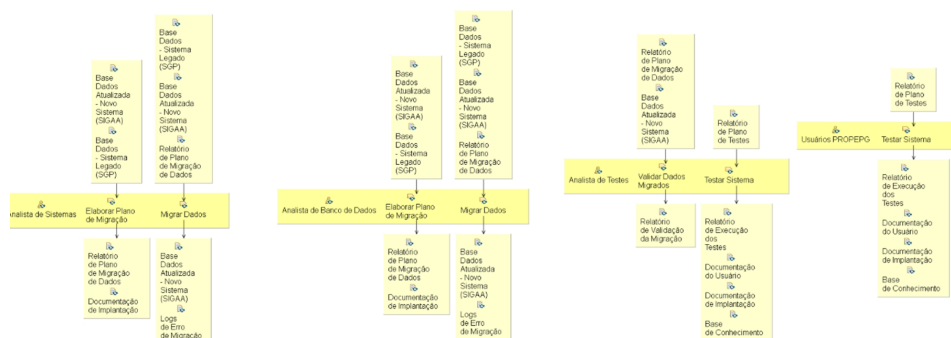 Base
Dados
Atualizada
- Novo
Sistema
(SIGAA)
Base
Dados
- Sistema
Legado
(SGP)
Base
Dados
- Sistema
Legado
(SGP)
Base
Dados
Atualizada
- Novo
Sistema
(SIGAA)
Relatório
de Plano
de Migração
de Dados
Analista de Sistemas
Elaborar Plano
de Migração
Migrar Dados
Relatório
de Plano
de Migração
de Dados
Documentação
de Implantação
Base
Dados
Atualizada
- Novo
Sistema
(SIGAA)
Logs
de Erro
de Migração
Base
Dados
Atualizada
- Novo
Sistema
(SIGAA)
Base
Dados
- Sistema
Legado
(SGP)
Base
Dados
- Sistema
Legado
(SGP)
Base
Dados
Atualizada
- Novo
Sistema
(SIGAA)
Relatório
de Plano
de Migração
de Dados
Analista de Banco de Dados
Elaborar Plano
de Migração
Migrar Dados
Relatório
de Plano
de Migração
de Dados
Documentação
de Implantação
Base
Dados
Atualizada
- Novo
Sistema
(SIGAA)
Logs
de Erro
de Migração
Relatório
de Plano
de Migração
de Dados
Base
Dados
Atualizada
- Novo
Sistema
(SIGAA)
Relatório
de Plano
de Testes
Analista de Testes
Validar Dados
Migrados
Testar Sistema
Relatório
de Validação
da Migração
Relatório
de Execução
dos
Testes
Documentação
do Usuário
Documentação
de Implantação
Base
de Conhecimento
Relatório
de Plano
de Testes
Usuários PROPEPG
Testar Sistema
Relatório
de Execução
dos
Testes
Documentação
do Usuário
Documentação
de Implantação
Base
de Conhecimento